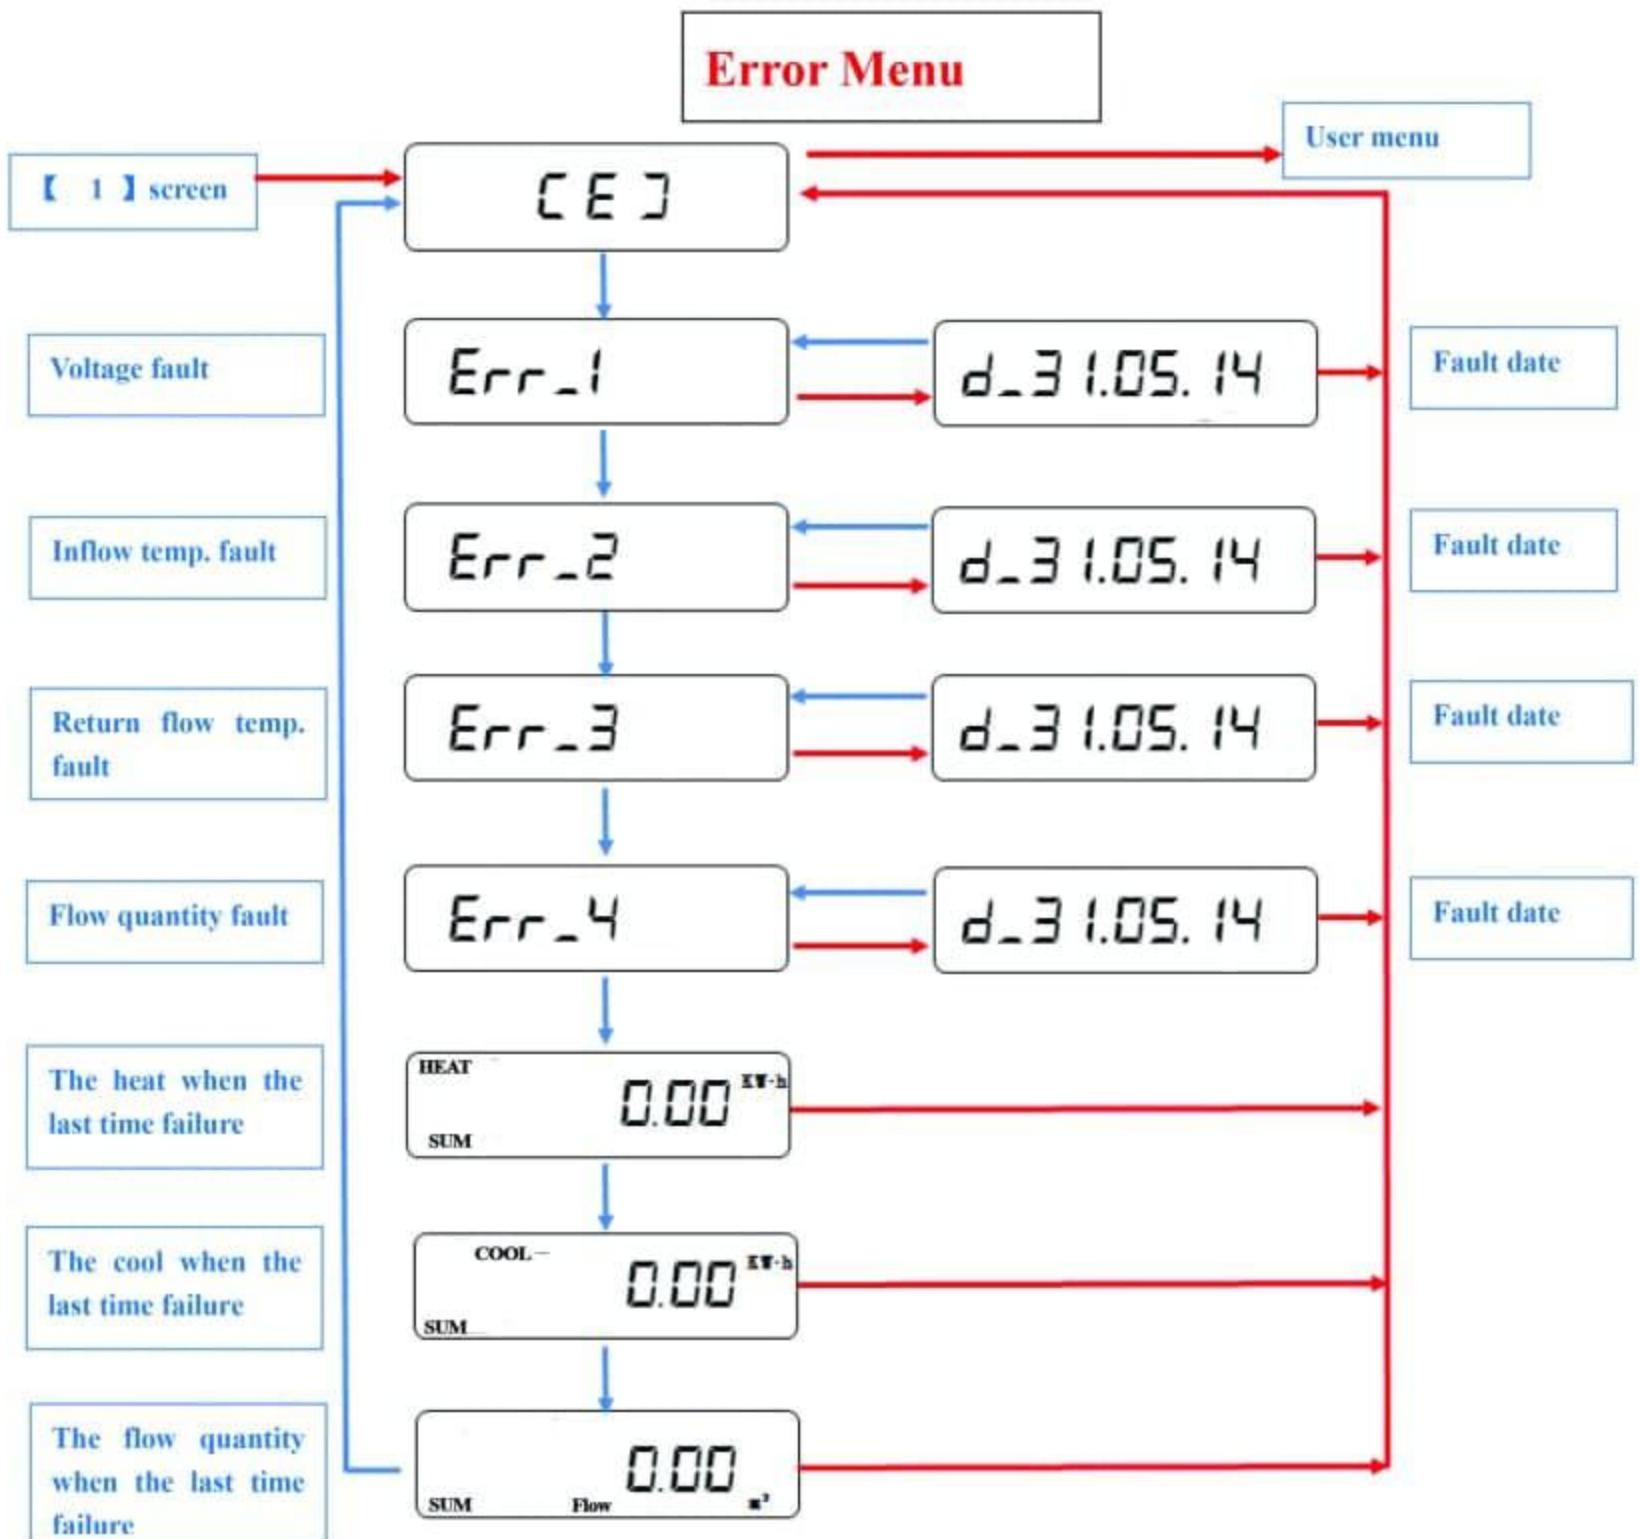 Error Menu
User menu
【 1 】 screen
[ E ]
Voltage fault
Err_1
d_31.05.14
Fault date
Inflow temp. fault
Err_2
d_31.05.14
Fault date
Return flow temp.
fault
Err_3
d_31.05.14
Fault date
Flow quantity fault
Err_4
d_31.05.14
Fault date
The heat when the
last time failure
HEAT
0.00 KW·h
SUM
The cool when the
last time failure
COOL
0.00 KW·h
SUM
The flow quantity
when the last time
failure
0.00
SUM Flow m³